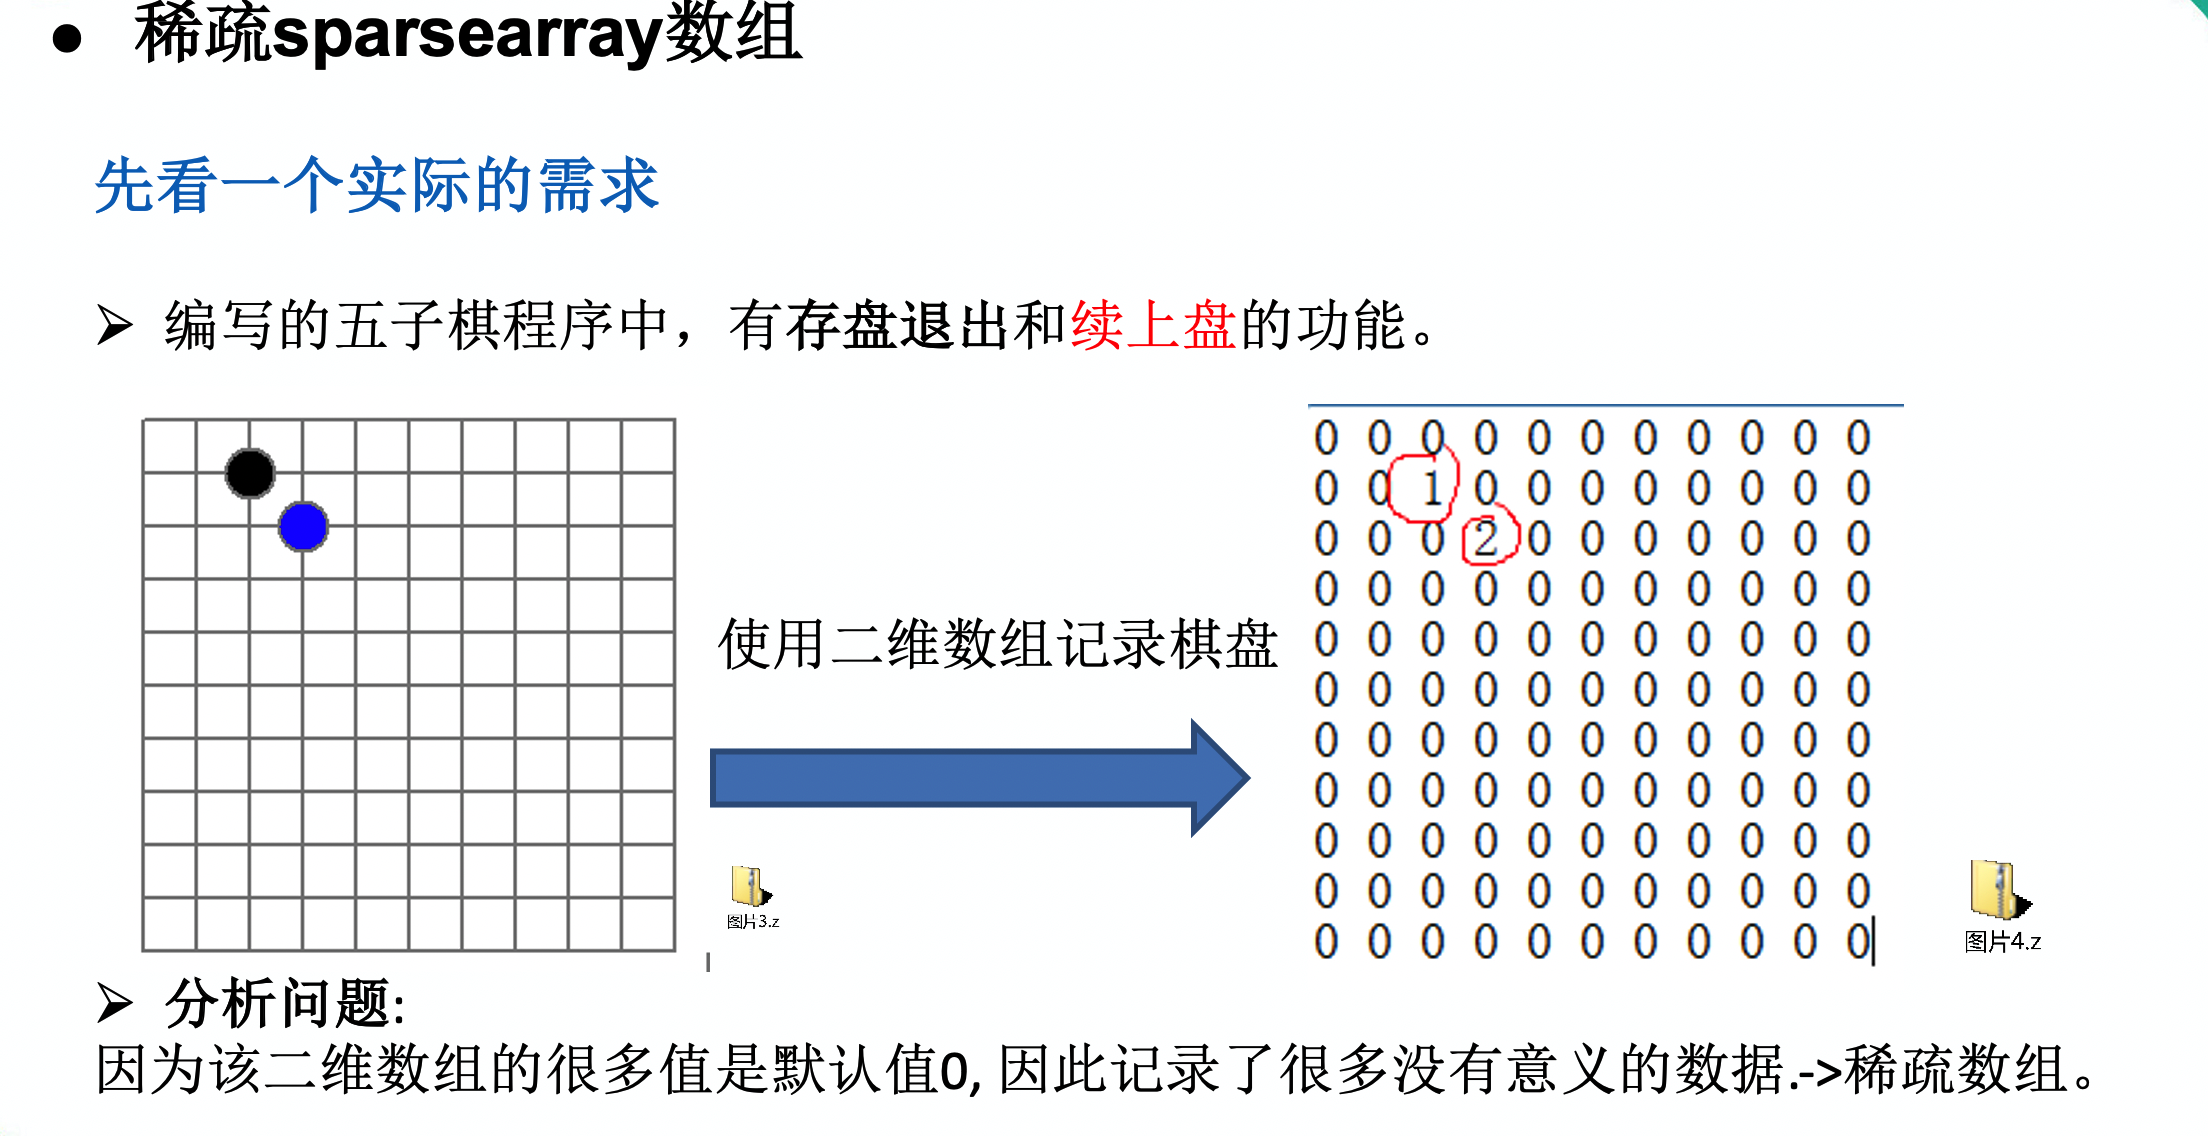 ● 稀疏sparsearray数组
先看一个实际的需求
➢ 编写的五子棋程序中，有存盘退出和续上盘的功能。
使用二维数组记录棋盘
0 0 0 0 0 0 0 0 0 0 0
0 0 1 0 0 0 0 0 0 0 0
0 0 0 2 0 0 0 0 0 0 0
0 0 0 0 0 0 0 0 0 0 0
0 0 0 0 0 0 0 0 0 0 0
0 0 0 0 0 0 0 0 0 0 0
0 0 0 0 0 0 0 0 0 0 0
0 0 0 0 0 0 0 0 0 0 0
0 0 0 0 0 0 0 0 0 0 0
0 0 0 0 0 0 0 0 0 0 0
0 0 0 0 0 0 0 0 0 0 0
图片3.z
图片4.z
➢ 分析问题:
因为该二维数组的很多值是默认值0, 因此记录了很多没有意义的数据.->稀疏数组。